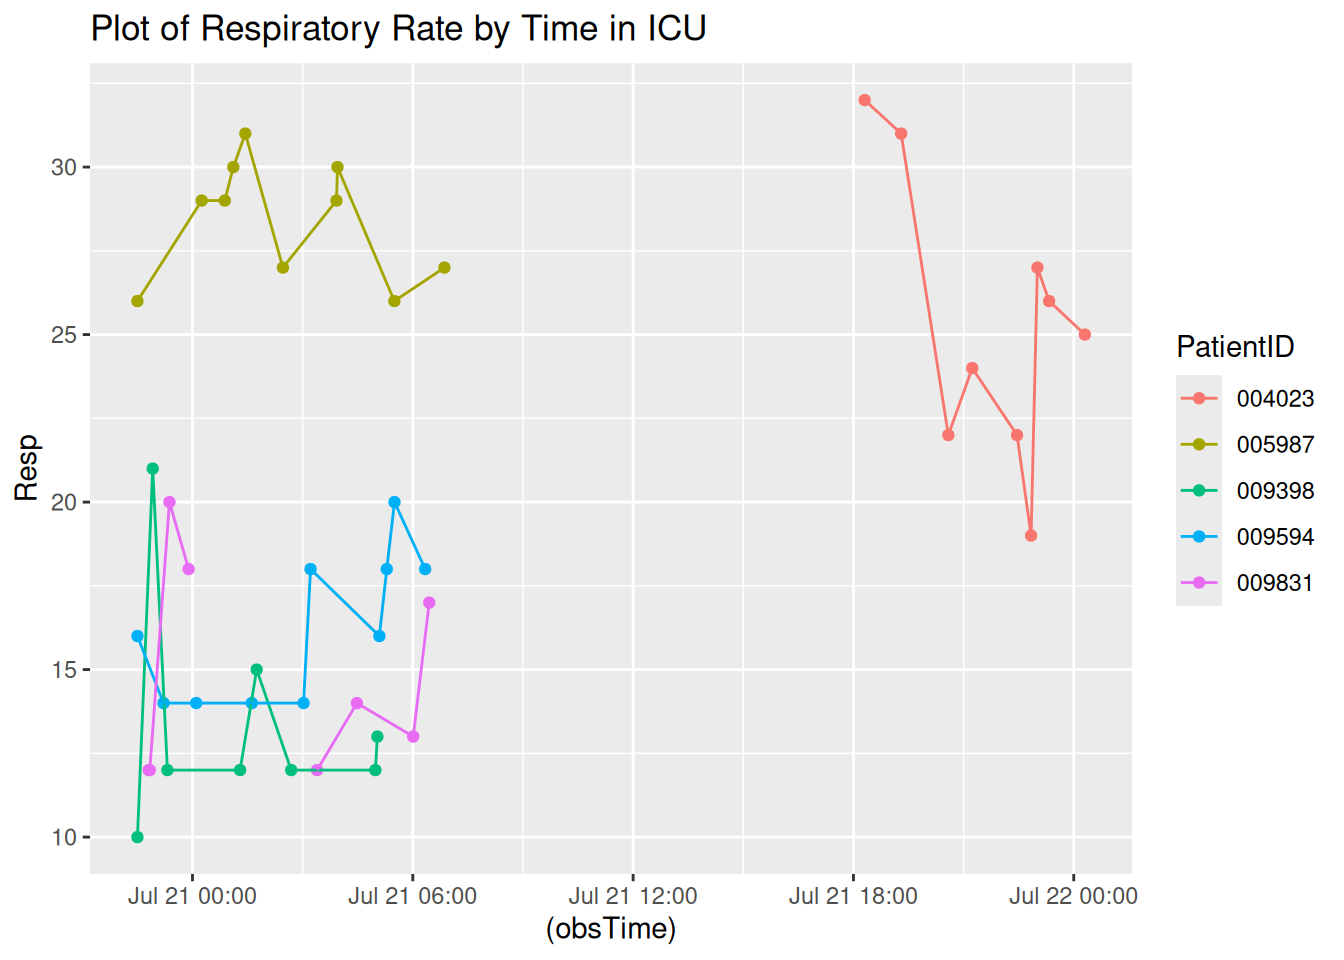 Plot of Respiratory Rate by Time in ICU
Resp
30
25
20
15
10
Jul 21 00:00
Jul 21 06:00
Jul 21 12:00
Jul 21 18:00
Jul 22 00:00
(obsTime)
PatientID
004023
005987
009398
009594
009831